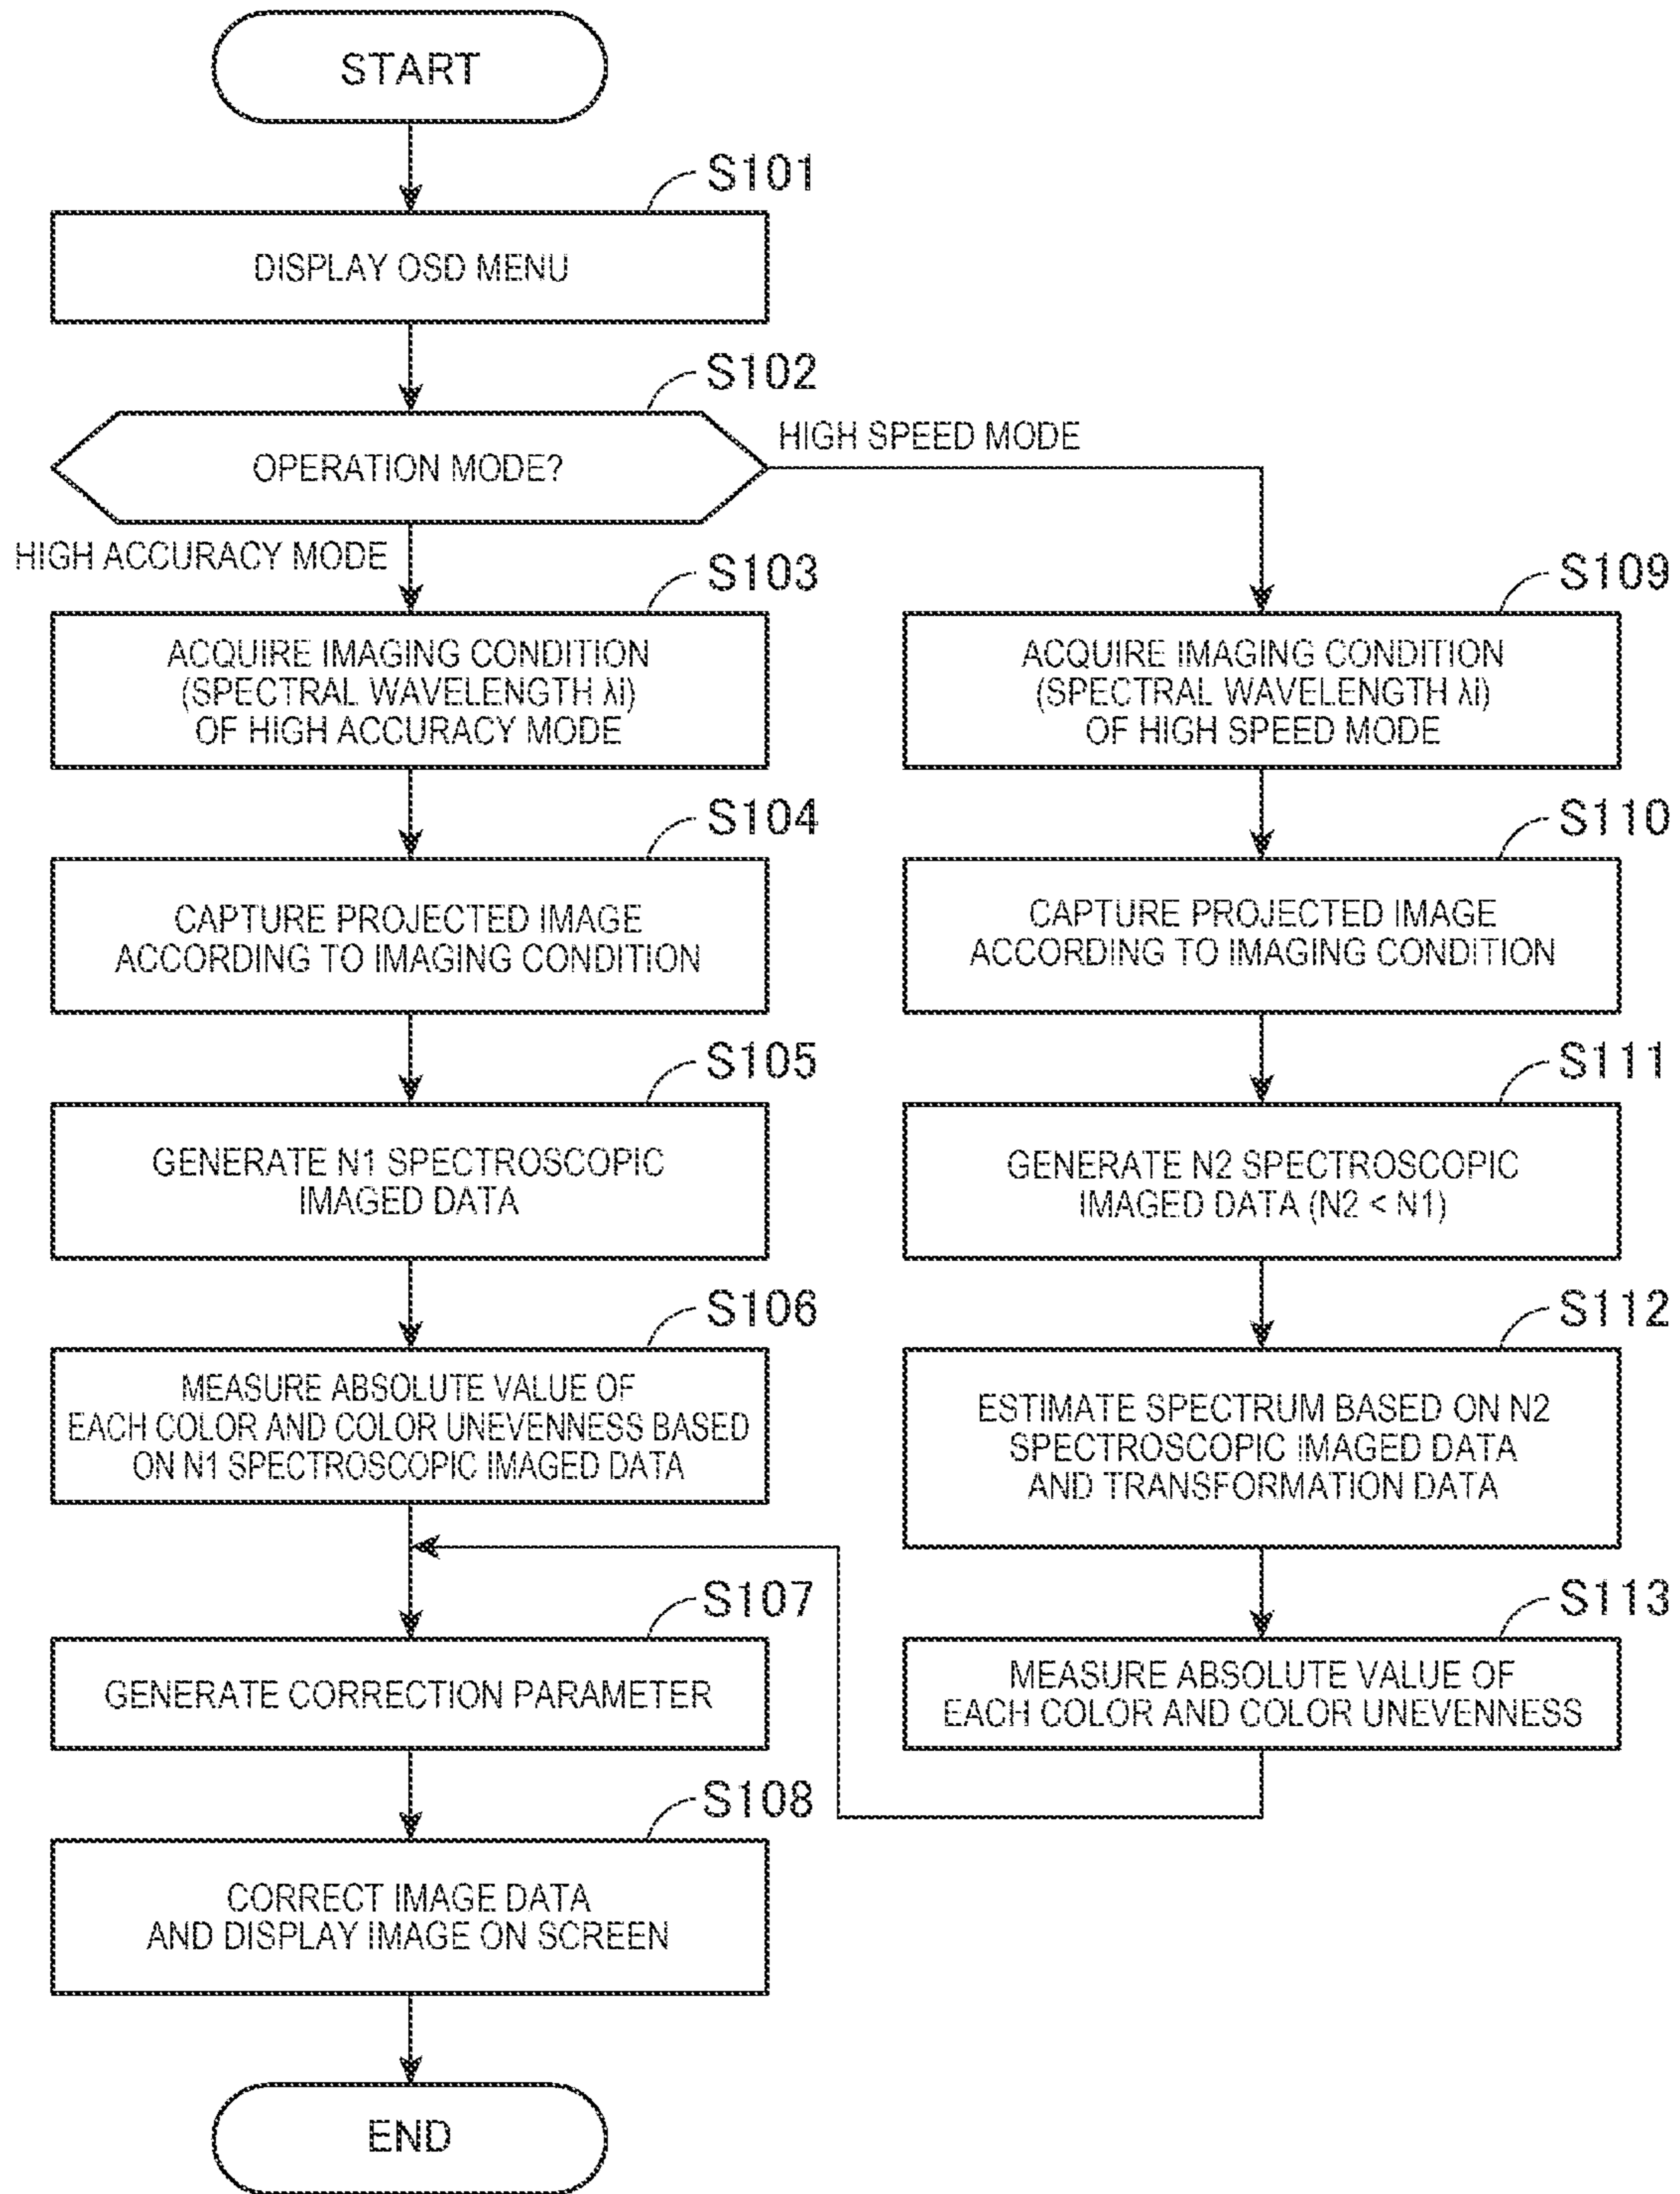 START
S101
DISPLAY OSD MENU
S102
OPERATION MODE?
HIGH SPEED MODE
HIGH ACCURACY MODE
S103
ACQUIRE IMAGING CONDITION
(SPECTRAL WAVELENGTH λi)
OF HIGH ACCURACY MODE
S104
CAPTURE PROJECTED IMAGE
ACCORDING TO IMAGING CONDITION
S105
GENERATE N1 SPECTROSCOPIC
IMAGED DATA
S106
MEASURE ABSOLUTE VALUE OF
EACH COLOR AND COLOR UNEVENNESS BASED
ON N1 SPECTROSCOPIC IMAGED DATA
S107
GENERATE CORRECTION PARAMETER
S108
CORRECT IMAGE DATA
AND DISPLAY IMAGE ON SCREEN
END
S109
ACQUIRE IMAGING CONDITION
(SPECTRAL WAVELENGTH λi)
OF HIGH SPEED MODE
S110
CAPTURE PROJECTED IMAGE
ACCORDING TO IMAGING CONDITION
S111
GENERATE N2 SPECTROSCOPIC
IMAGED DATA (N2 < N1)
S112
ESTIMATE SPECTRUM BASED ON N2
SPECTROSCOPIC IMAGED DATA
AND TRANSFORMATION DATA
S113
MEASURE ABSOLUTE VALUE OF
EACH COLOR AND COLOR UNEVENNESS